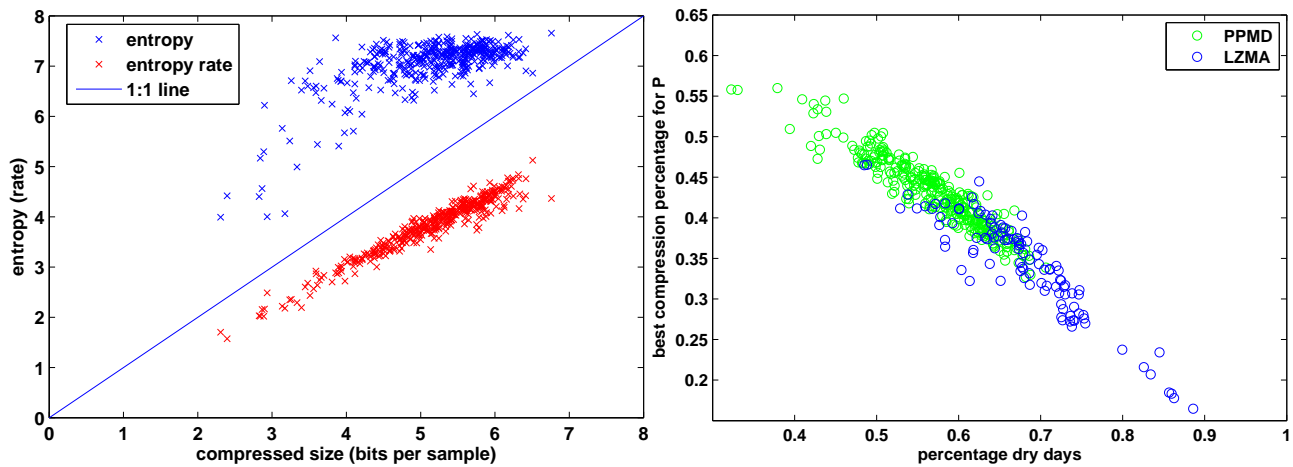 entropy
entropy rate
1:1 line
8
7
6
5
4
3
2
1
0
entropy (rate)
0 1 2 3 4 5 6 7 8
compressed size (bits per sample)
PPMD
LZMA
0.65
0.6
0.55
0.5
0.45
0.4
0.35
0.3
0.25
0.2
best compression percentage for P
0.4 0.5 0.6 0.7 0.8 0.9 1
percentage dry days